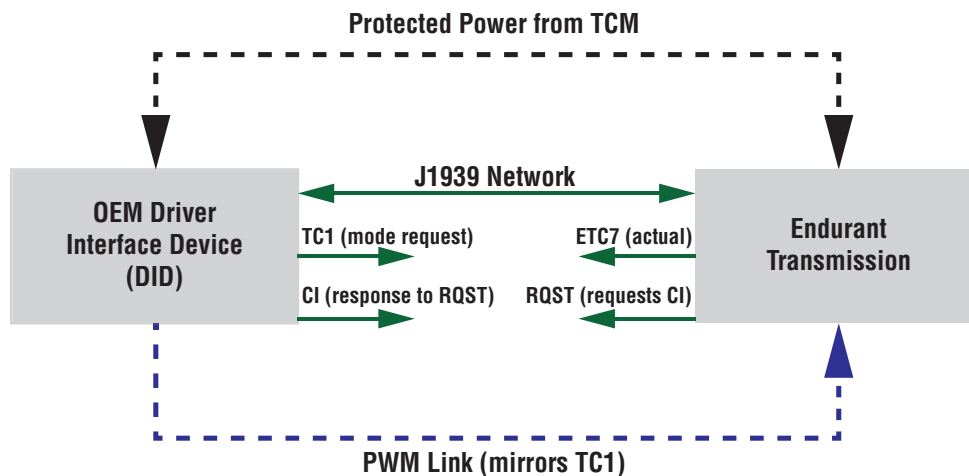 Protected Power from TCM
J1939 Network
OEM Driver
Interface Device
(DID)
TC1 (mode request)
ETC7 (actual)
Endurant
Transmission
CI (response to RQST)
RQST (requests CI)
PWM Link (mirrors TC1)